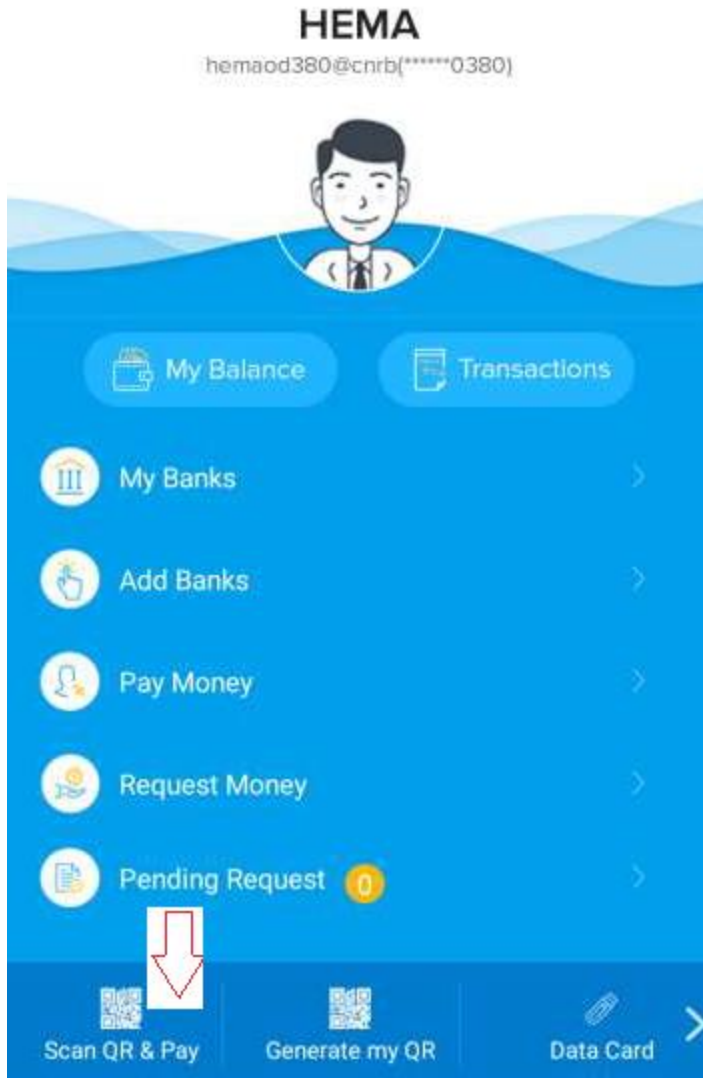 HEMA
hemaod380@cnrb(******0380)
My Balance
Transactions
My Banks
Add Banks
Pay Money
Request Money
Pending Request 0
Scan QR & Pay
Generate my QR
Data Card